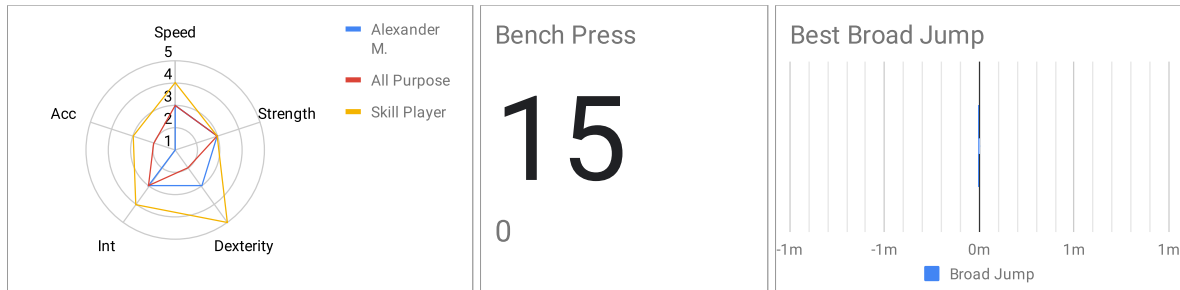 Speed
5
4
3
2
1
Acc
Strength
Int
Dexterity
Alexander
M.
All Purpose
Skill Player
Bench Press
15
0
Best Broad Jump
-1m -1m 0m 1m 1m
Broad Jump